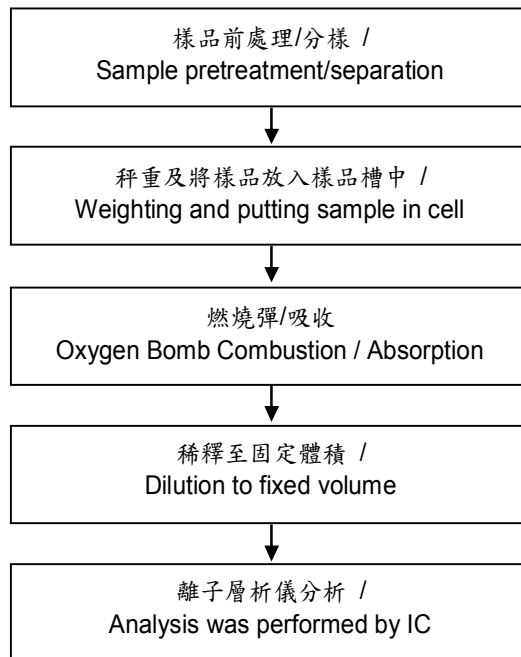 樣品前處理/分樣 /
Sample pretreatment/separation
秤重及將樣品放入樣品槽中 /
Weighting and putting sample in cell
燃燒彈/吸收
Oxygen Bomb Combustion / Absorption
稀釋至固定體積 /
Dilution to fixed volume
離子層析儀分析 /
Analysis was performed by IC